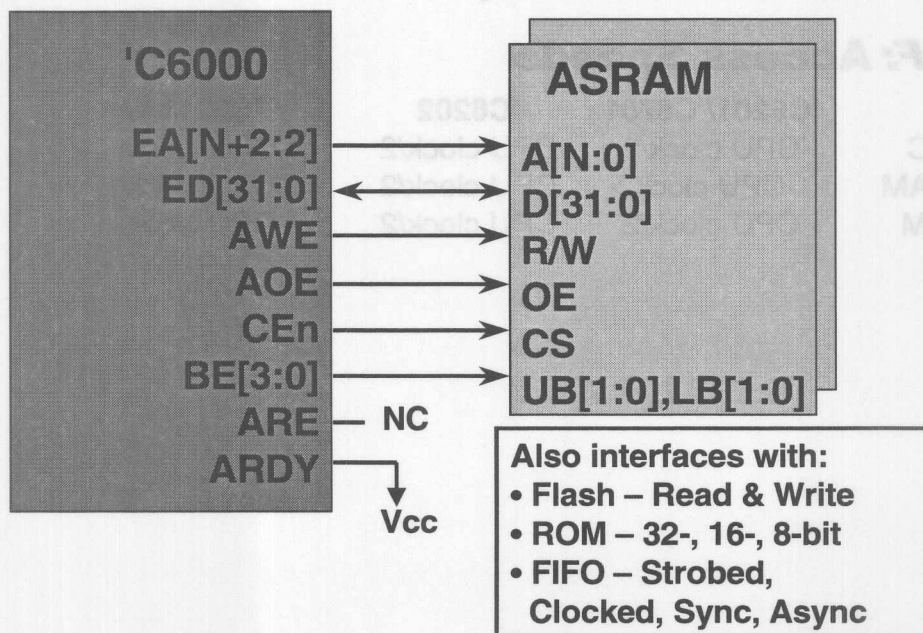 'C6000
EA[N+2:2]
ED[31:0]
AWE
AOE
CEn
BE[3:0]
ARE
NC
ARDY
Vcc
ASRAM
A[N:0]
D[31:0]
R/W
OE
CS
UB[1:0],LB[1:0]
Also interfaces with:
• Flash – Read & Write
• ROM – 32-, 16-, 8-bit
• FIFO – Strobed,
Clocked, Sync, Async